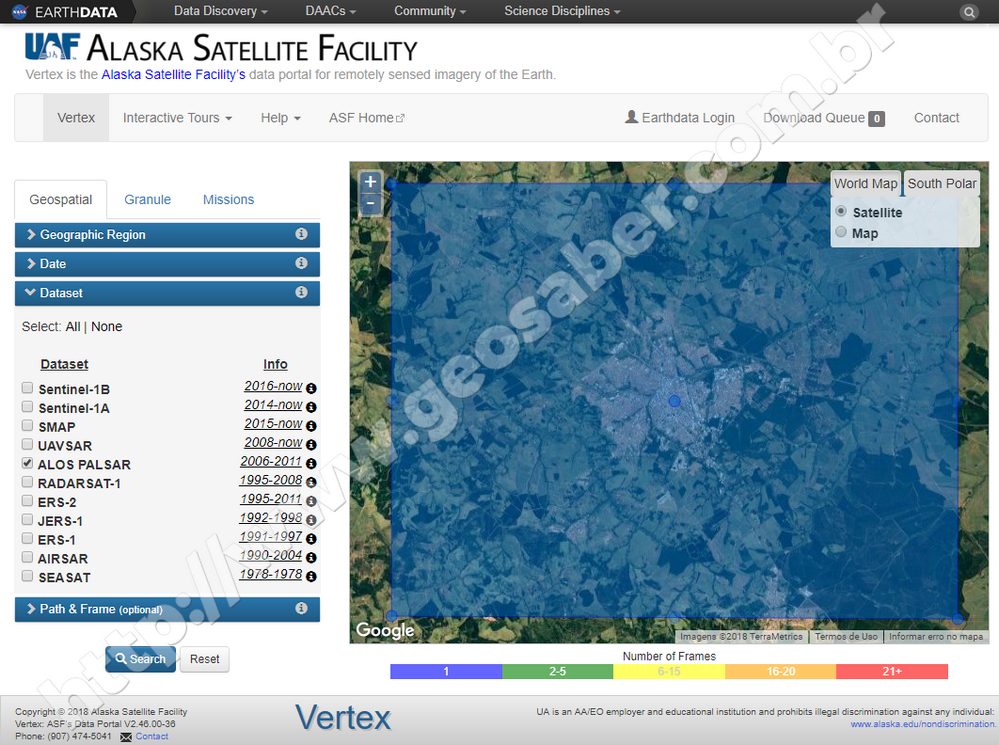 EARTHDATA Data Discovery DAACs Community Science Disciplines
UAF ALASKA SATELLITE FACILITY
Vertex is the Alaska Satellite Facility's data portal for remotely sensed imagery of the Earth.
Vertex Interactive Tours Help ASF Home Earthdata Login Download Queue 0 Contact
Geospatial Granule Missions
Geographic Region
Date
Dataset
Select: All | None
Dataset Info
Sentinel-1B 2016-now
Sentinel-1A 2014-now
SMAP 2015-now
UAVSAR 2008-now
ALOS PALSAR 2006-2011
RADARSAT-1 1995-2008
ERS-2 1995-2011
JERS-1 1992-1998
ERS-1 1991-1997
AIRSAR 1990-2004
SEASAT 1978-1978
Path & Frame (optional)
Search Reset
+
-
World Map South Polar
Satellite
Map
Google
Imagens ©2018 TerraMetrics Termos de Uso Informar erro no mapa
Number of Frames
1 2-5 6-15 16-20 21+
http://www.geosaber.com.br
Copyright © 2018 Alaska Satellite Facility
Vertex: ASF's Data Portal V2.46.00-36
Phone: (907) 474-5041 Contact
Vertex
UA is an AA/EO employer and educational institution and prohibits illegal discrimination against any individual:
www.alaska.edu/nondiscrimination.